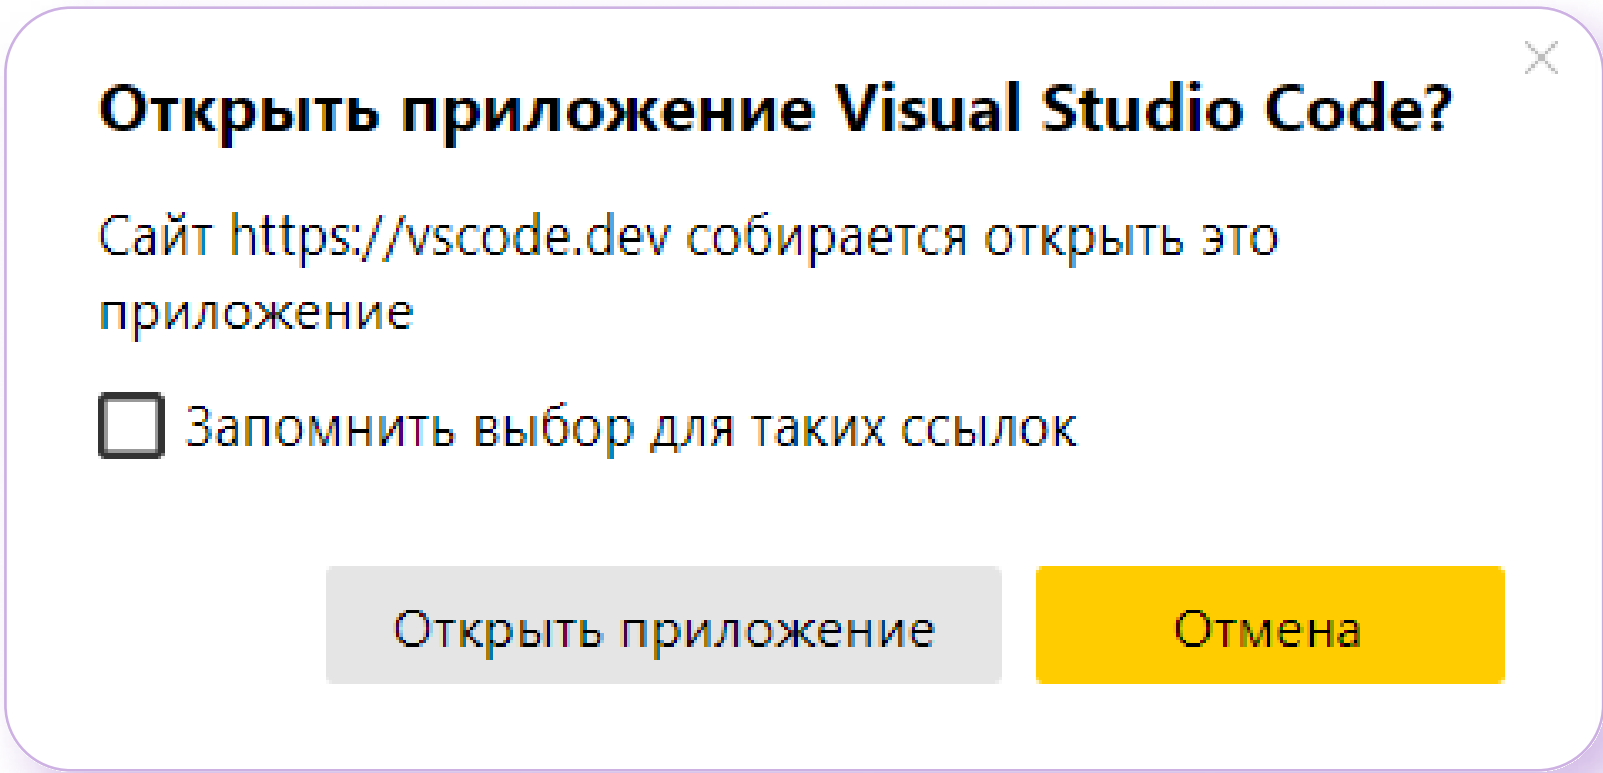 Открыть приложение Visual Studio Code?
Сайт https://vscode.dev собирается открыть это
приложение
Запомнить выбор для таких ссылок
Открыть приложение
Отмена